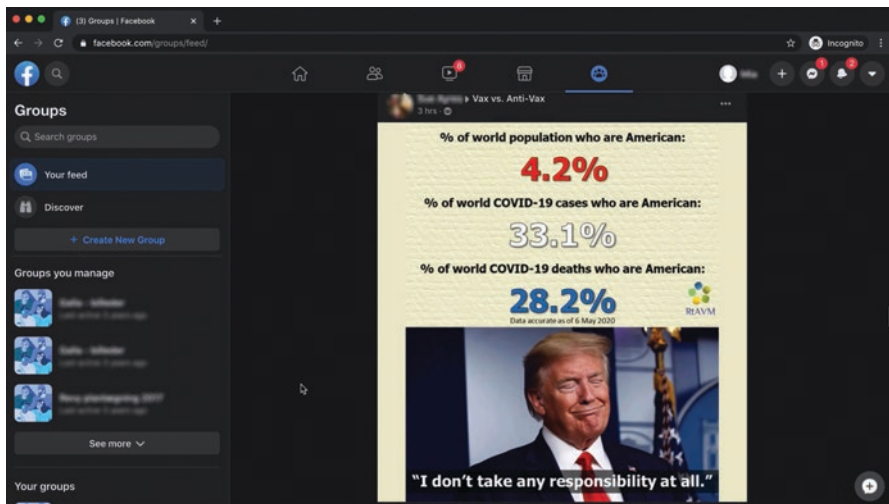 (3) Groups | Facebook
facebook.com/groups/feed/
Incognito
8
1
2
Groups
Search groups
Your feed
Discover
+ Create New Group
Groups you manage
See more
Your groups
Vax vs. Anti-Vax
3 hrs
% of world population who are American:
4.2%
% of world COVID-19 cases who are American:
33.1%
% of world COVID-19 deaths who are American:
28.2%
Data accurate as of 6 May 2020
RtAVM
"I don't take any responsibility at all."